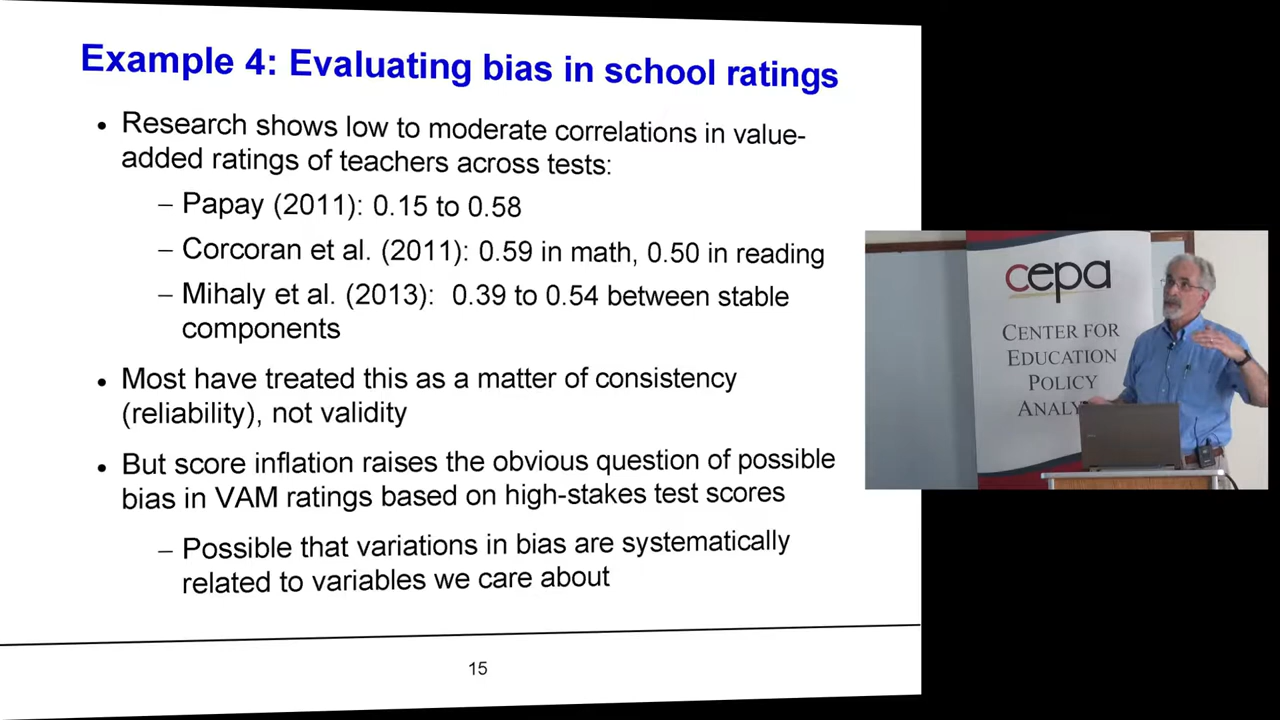 Example 4: Evaluating bias in school ratings
• Research shows low to moderate correlations in value-
added ratings of teachers across tests:
– Papay (2011): 0.15 to 0.58
– Corcoran et al. (2011): 0.59 in math, 0.50 in reading
– Mihaly et al. (2013): 0.39 to 0.54 between stable
components
• Most have treated this as a matter of consistency
(reliability), not validity
• But score inflation raises the obvious question of possible
bias in VAM ratings based on high-stakes test scores
– Possible that variations in bias are systematically
related to variables we care about
15
cepa
CENTER FOR
EDUCATION
POLICY